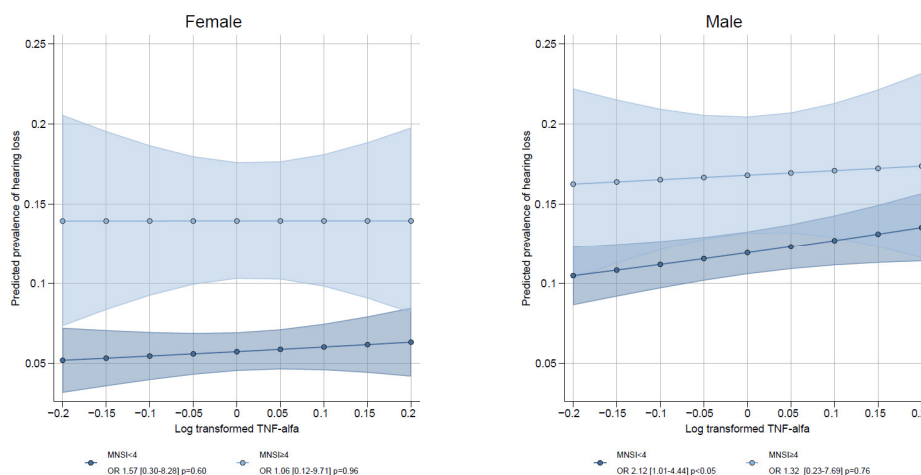 Female
Predicted prevalence of hearing loss
0.25
0.2
0.15
0.1
0.05
−0.2 −0.15 −0.1 −0.05 0 0.05 0.1 0.15 0.2
Log transformed TNF-alfa
MNSI<4 MNSI≥4
OR 1.57 [0.30-8.28] p=0.60 OR 1.06 [0.12-9.71] p=0.96
Male
Predicted prevalence of hearing loss
0.25
0.2
0.15
0.1
0.05
−0.2 −0.15 −0.1 −0.05 0 0.05 0.1 0.15
Log transformed TNF-alfa
MNSI<4 MNSI≥4
OR 2.12 [1.01-4.44] p<0.05 OR 1.32 [0.23-7.69] p=0.76